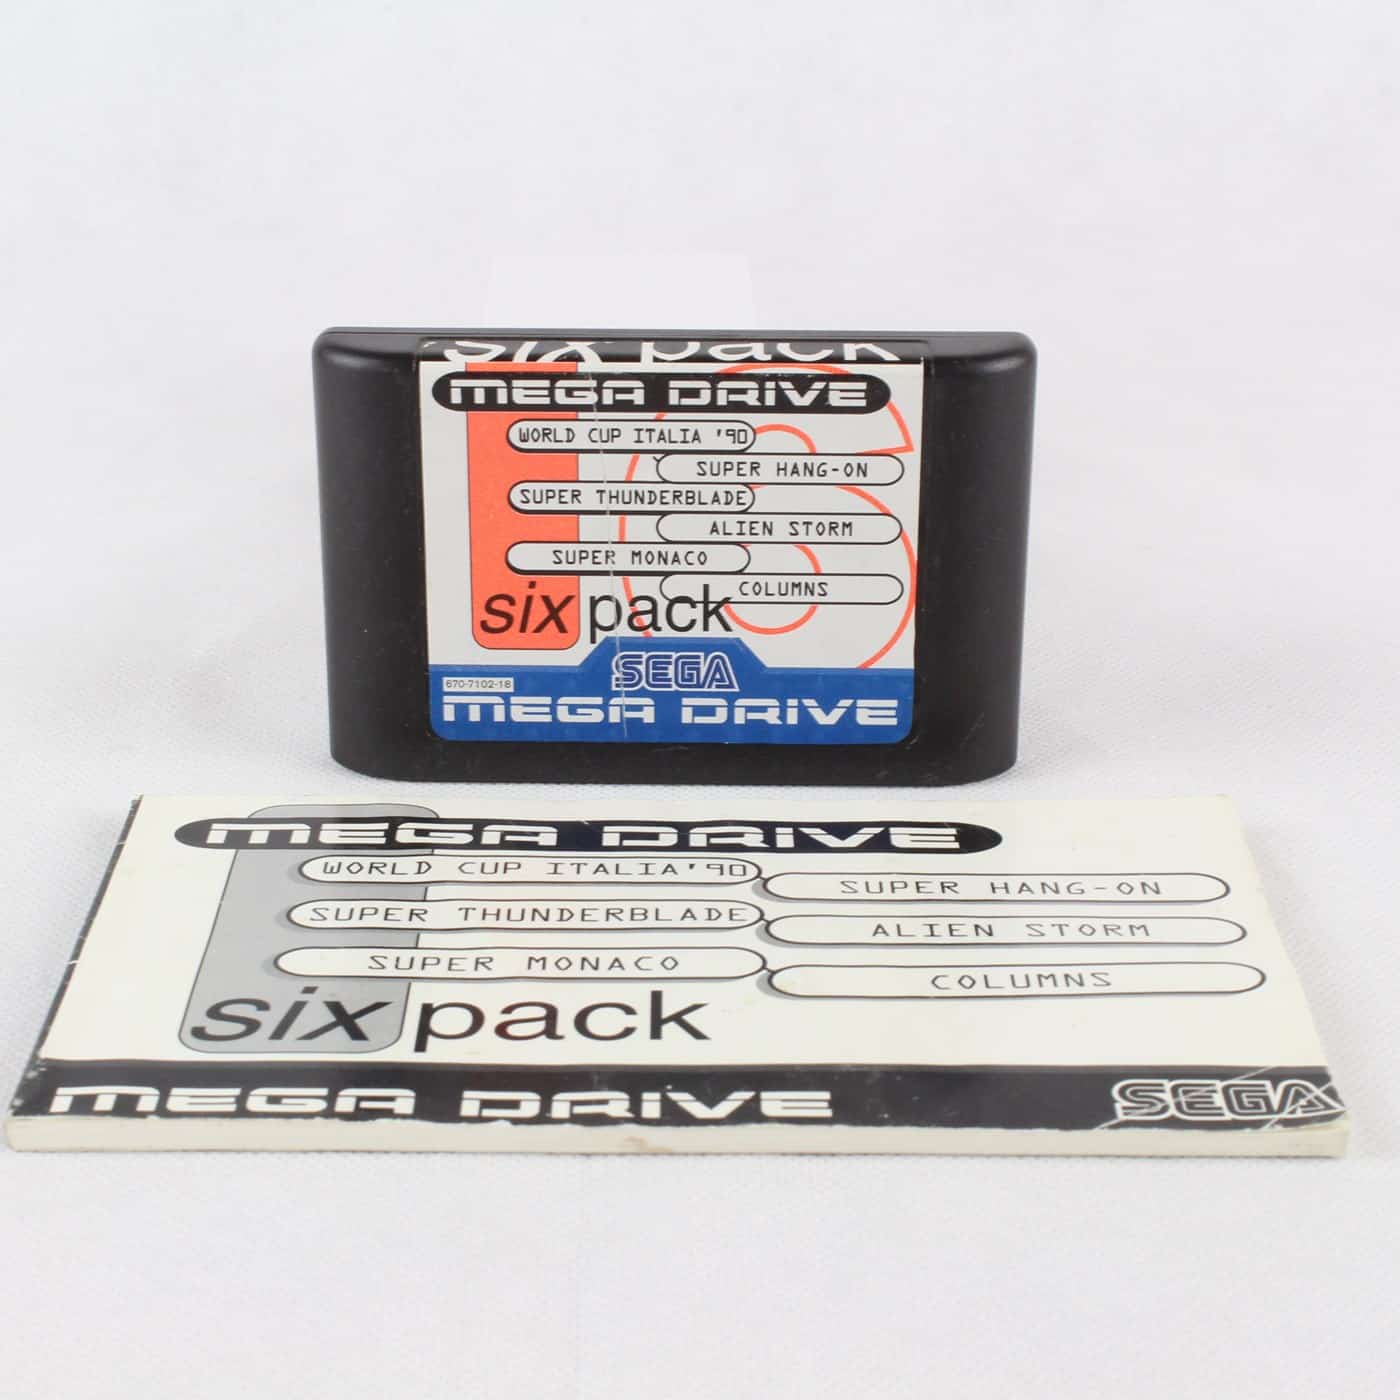 six pack
MEGA DRIVE
WORLD CUP ITALIA '90
SUPER HANG-ON
SUPER THUNDERBLADE
ALIEN STORM
SUPER MONACO
COLUMNS
six pack
SEGA
670-7102-18
MEGA DRIVE
MEGA DRIVE
WORLD CUP ITALIA'90
SUPER HANG-ON
SUPER THUNDERBLADE
ALIEN STORM
SUPER MONACO
COLUMNS
six pack
MEGA DRIVE
SEGA